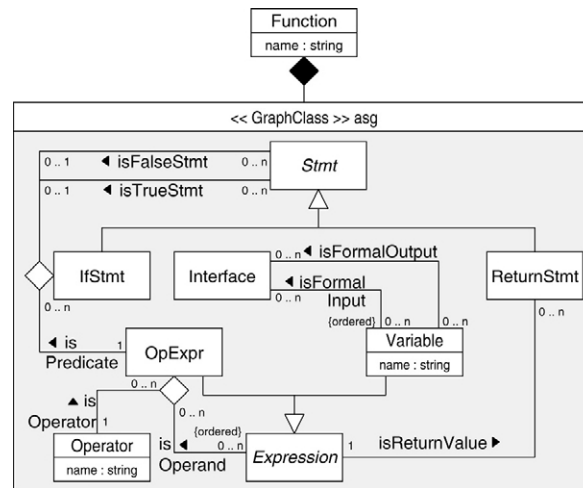 Function
name : string
<< GraphClass >> asg
0 .. 1 ◄ isFalseStmt 0 .. n
Stmt
0 .. 1 ◄ isTrueStmt 0 .. n
IfStmt
Interface
0 .. n ◄ isFormalOutput
◄ isFormal
0 .. n Input
ReturnStmt
0 .. n
{ordered} 0 .. n 0 .. n
0 .. n
◄ is 1
Predicate
OpExpr
Variable
name : string
0 .. n
▲ is
Operator 1
0 .. n
{ordered}
is ◄ 0 .. n
Operand
Operator
name : string
Expression
1 isReturnValue ►